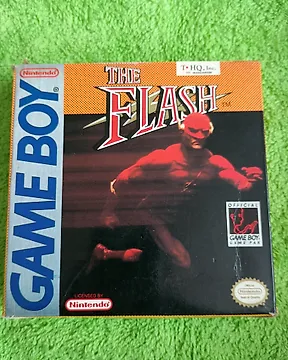 Nintendo
GAME BOY
THE
FLASH
TM
T•HQ, Inc.
OFFICIAL
GAME BOY
GAME PAK
LICENSED BY
Nintendo